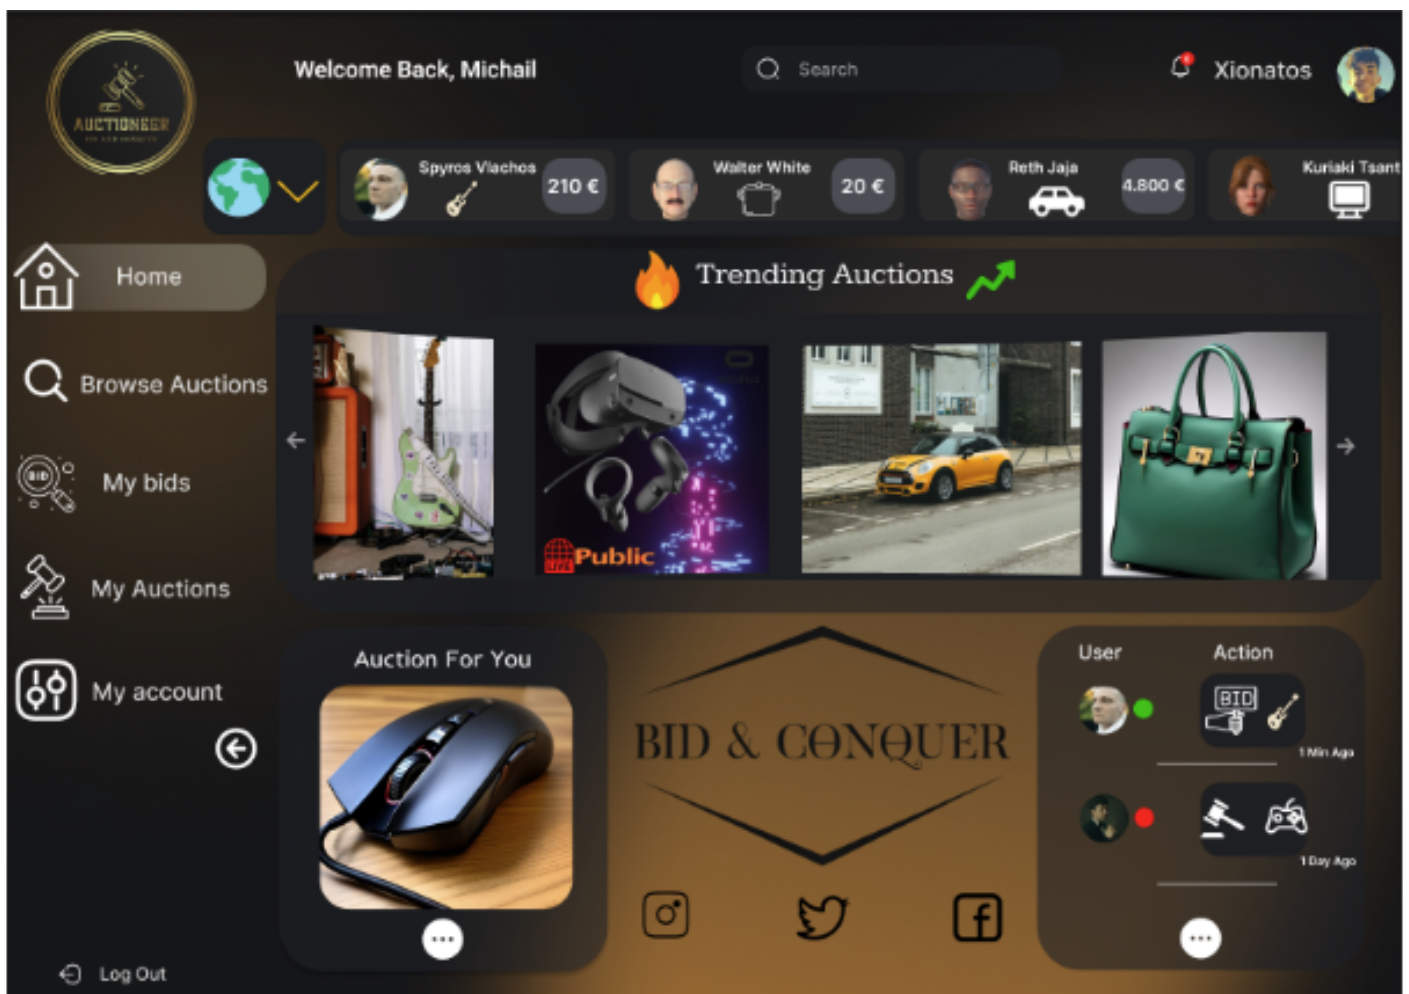 AUCTIONEER
Welcome Back, Michail
Search
Xionatos
Spyros Vlachos
210 €
Walter White
20 €
Reth Jaja
4.800 €
Kuriaki Tsant
Home
Browse Auctions
BID
My bids
My Auctions
My account
Log Out
Trending Auctions
LIVE
Public
Auction For You
BID & CONQUER
User
Action
BID
1 Min Ago
1 Day Ago